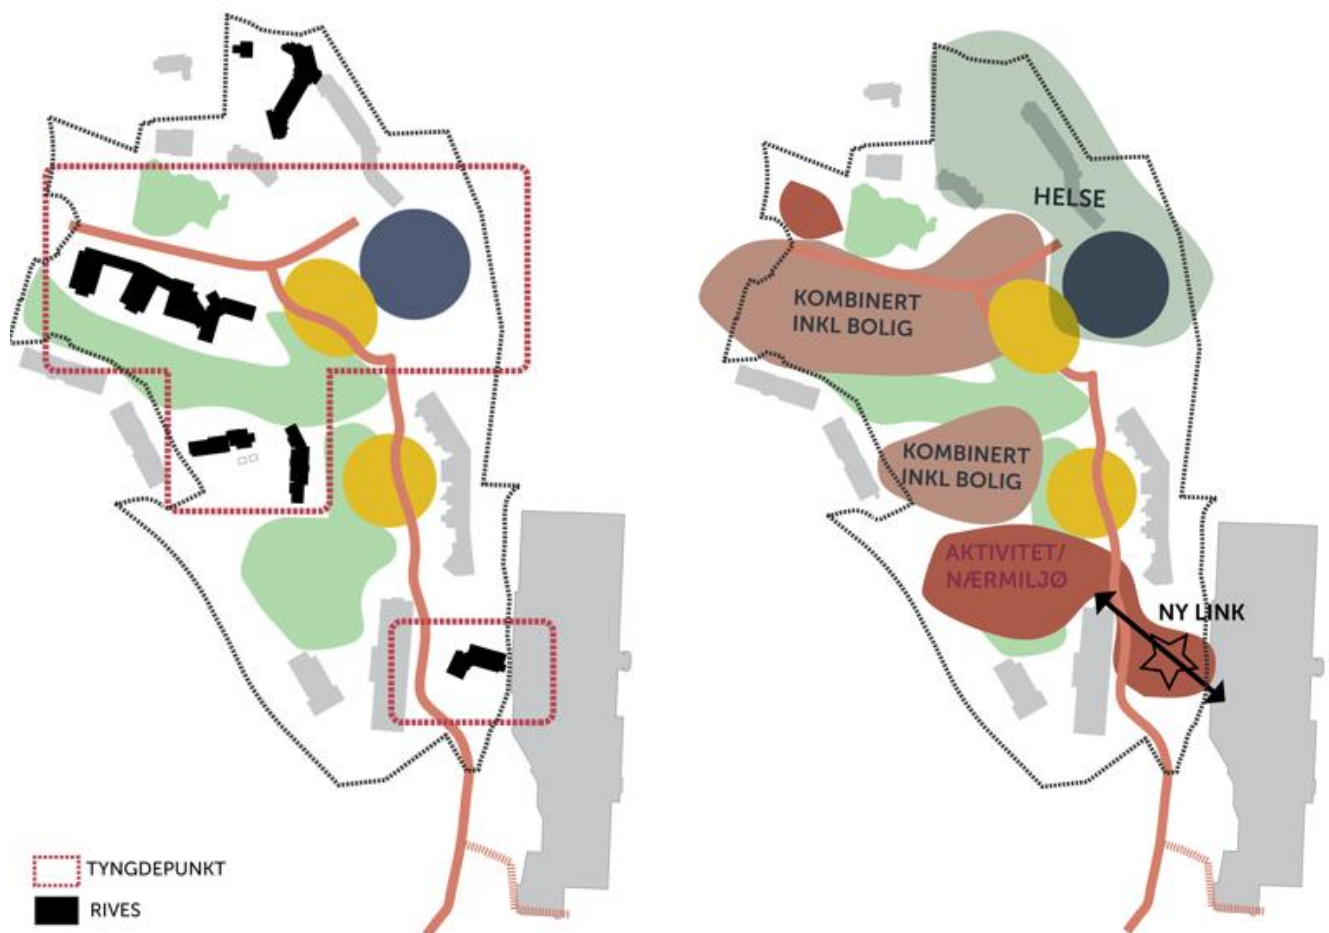 TYNGDEPUNKT
RIVES
HELSE
KOMBINERT
INKL BOLIG
KOMBINERT
INKL BOLIG
AKTIVITET/
NÆRMILJØ
NY LINK